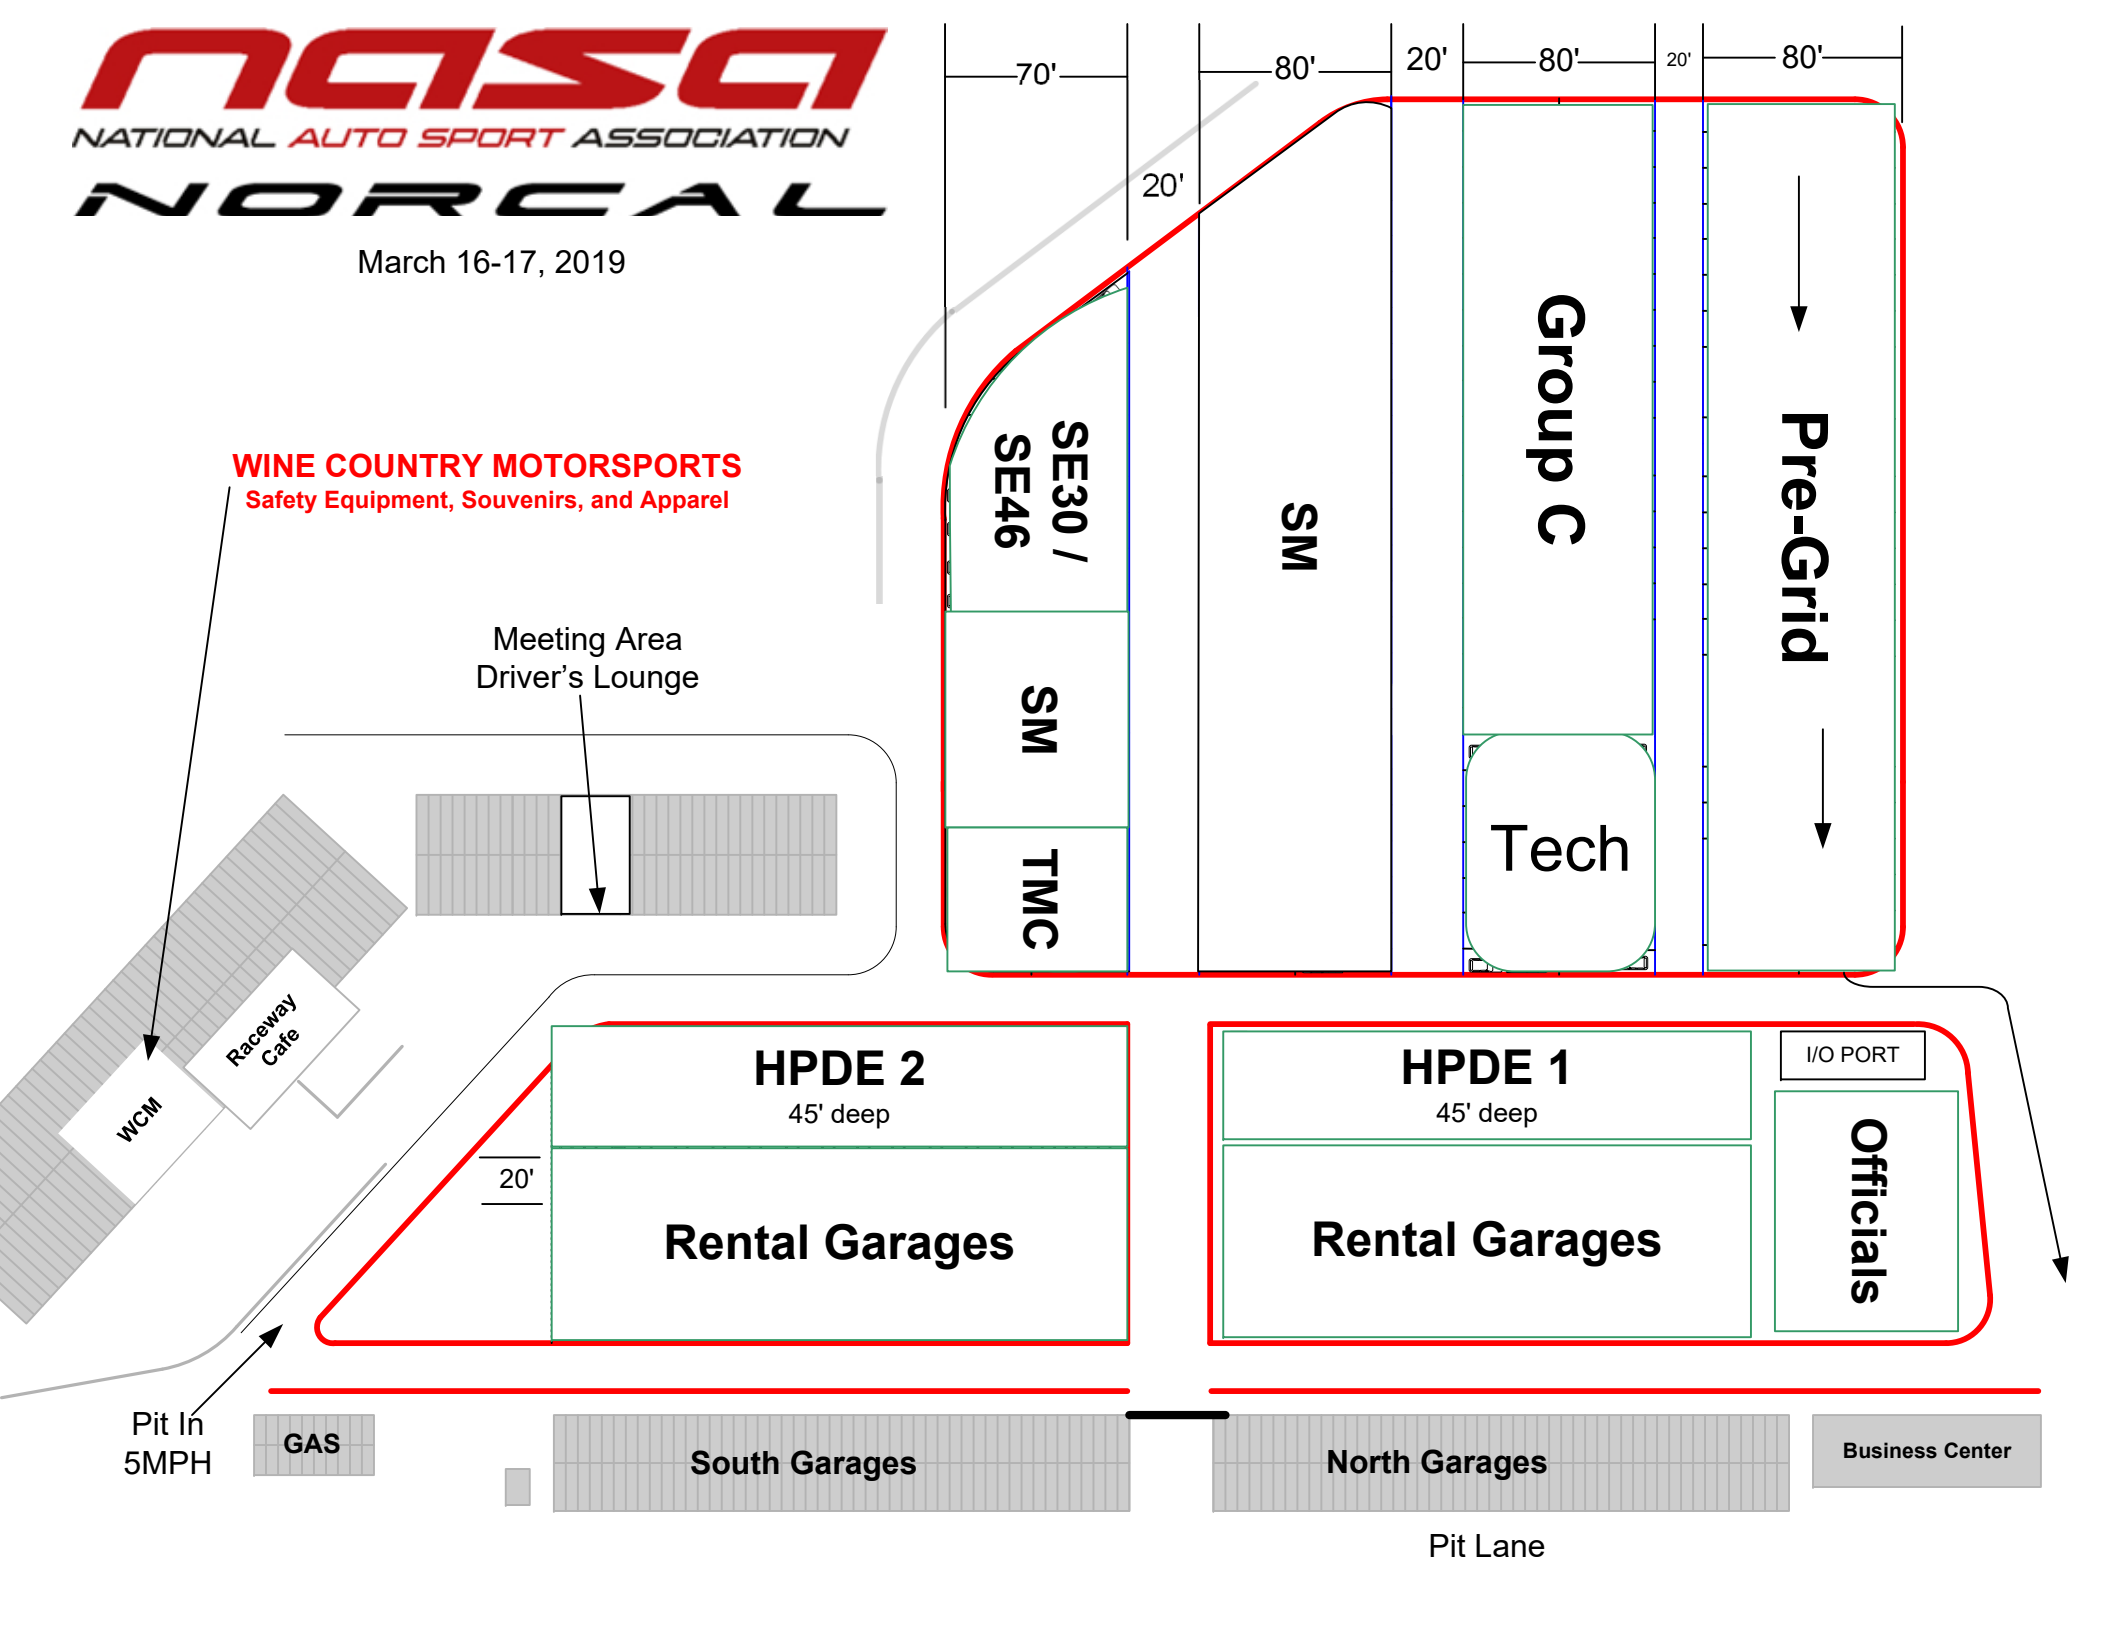 nasa
NATIONAL AUTO SPORT ASSOCIATION
NORCAL
March 16-17, 2019
70'
20'
80'
20'
80'
20'
80'
WINE COUNTRY MOTORSPORTS
Safety Equipment, Souvenirs, and Apparel
Meeting Area
Driver's Lounge
SE30 /
SE46
SM
TMC
SM
Group C
Tech
Pre-Grid
Raceway
Cafe
WCM
HPDE 2
45' deep
Rental Garages
20'
HPDE 1
45' deep
Rental Garages
I/O PORT
Officials
Pit In
5MPH
GAS
South Garages
North Garages
Business Center
Pit Lane